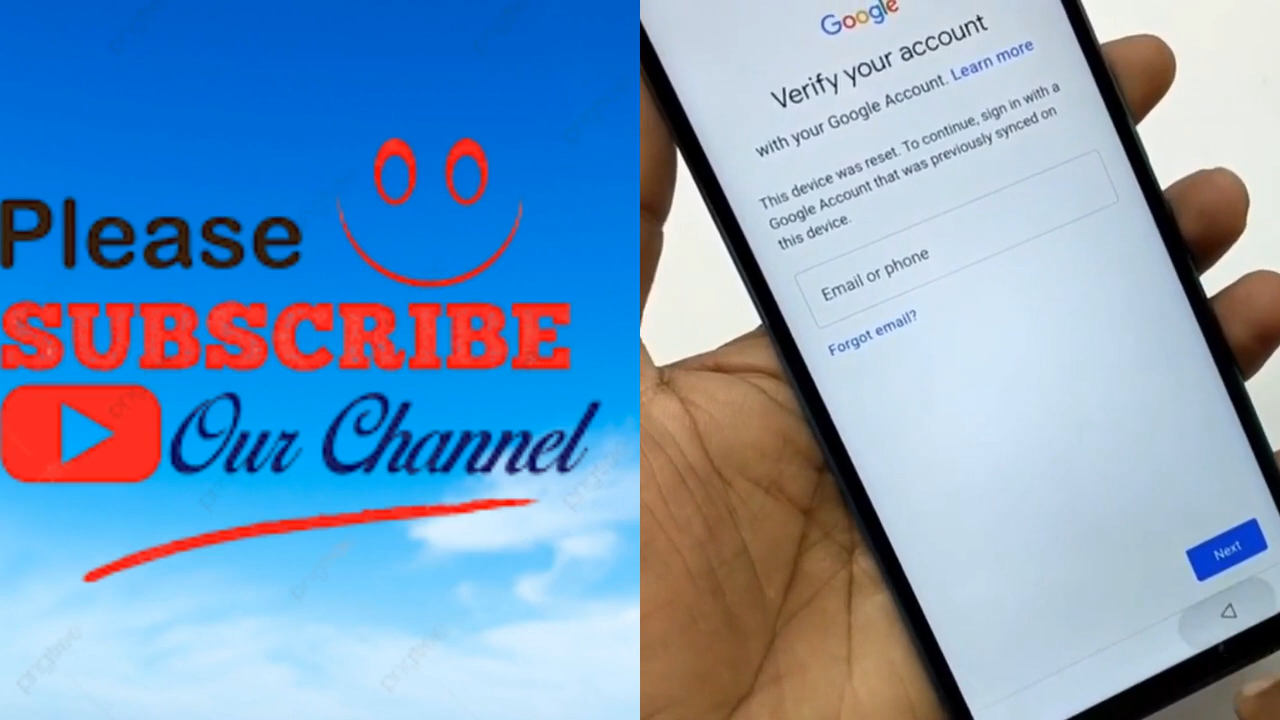 Please
SUBSCRIBE
Our Channel
Google
Verify your account
with your Google Account. Learn more
This device was reset. To continue, sign in with a
Google Account that was previously synced on
this device.
Email or phone
Forgot email?
Next